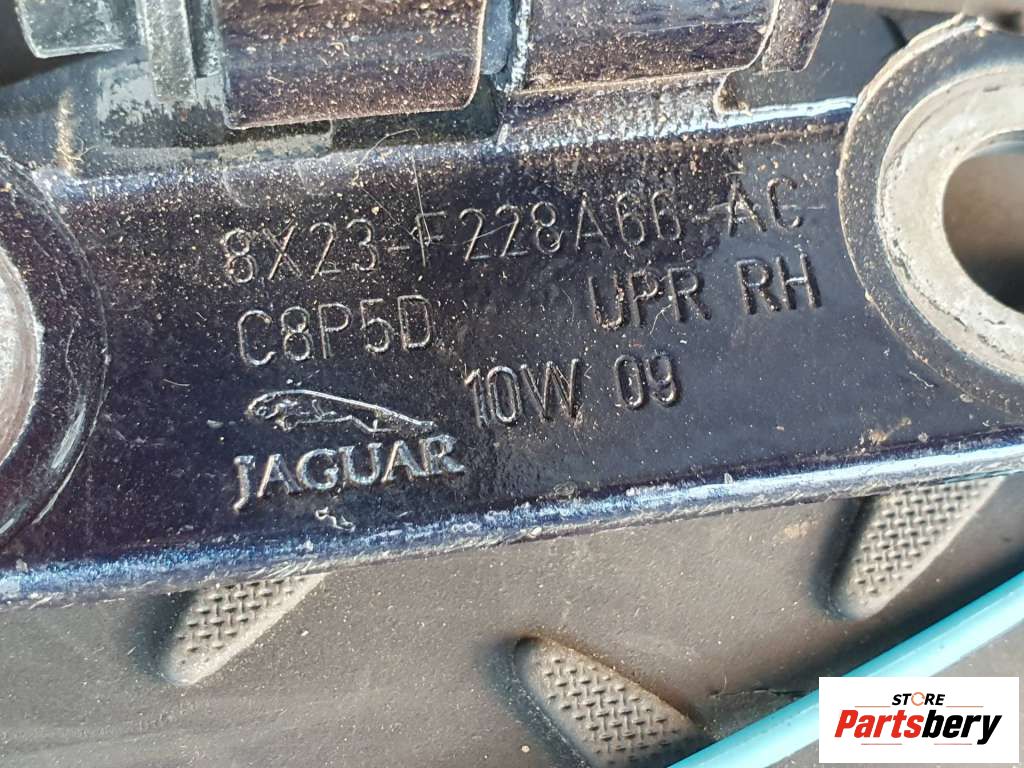 8X23-F228A66-AC
C8P5D UPR RH
10W 09
JAGUAR
STORE
Partsbery